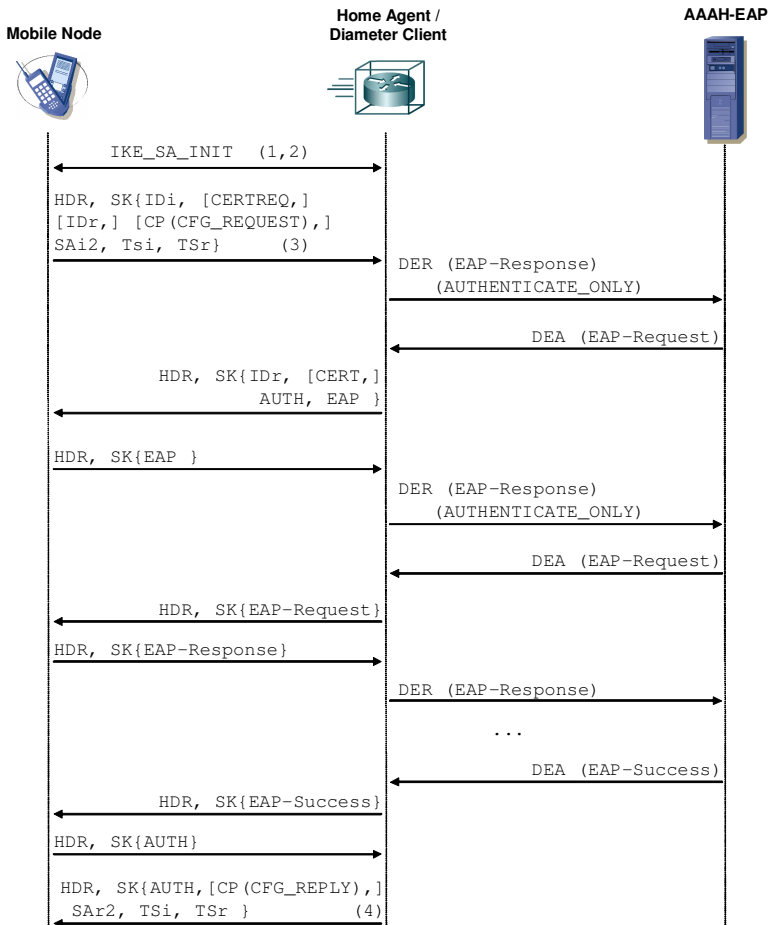 Mobile Node
Home Agent /
Diameter Client
AAAH-EAP
IKE_SA_INIT (1,2)
HDR, SK{IDi, [CERTREQ,]
[IDr,] [CP(CFG_REQUEST),]
SAi2, Tsi, TSr} (3)
DER (EAP-Response)
(AUTHENTICATE_ONLY)
DEA (EAP-Request)
HDR, SK{IDr, [CERT,]
AUTH, EAP }
HDR, SK{EAP }
DER (EAP-Response)
(AUTHENTICATE_ONLY)
DEA (EAP-Request)
HDR, SK{EAP-Request}
HDR, SK{EAP-Response}
DER (EAP-Response)
...
DEA (EAP-Success)
HDR, SK{EAP-Success}
HDR, SK{AUTH}
HDR, SK{AUTH,[CP(CFG_REPLY),]
SAr2, TSi, TSr } (4)